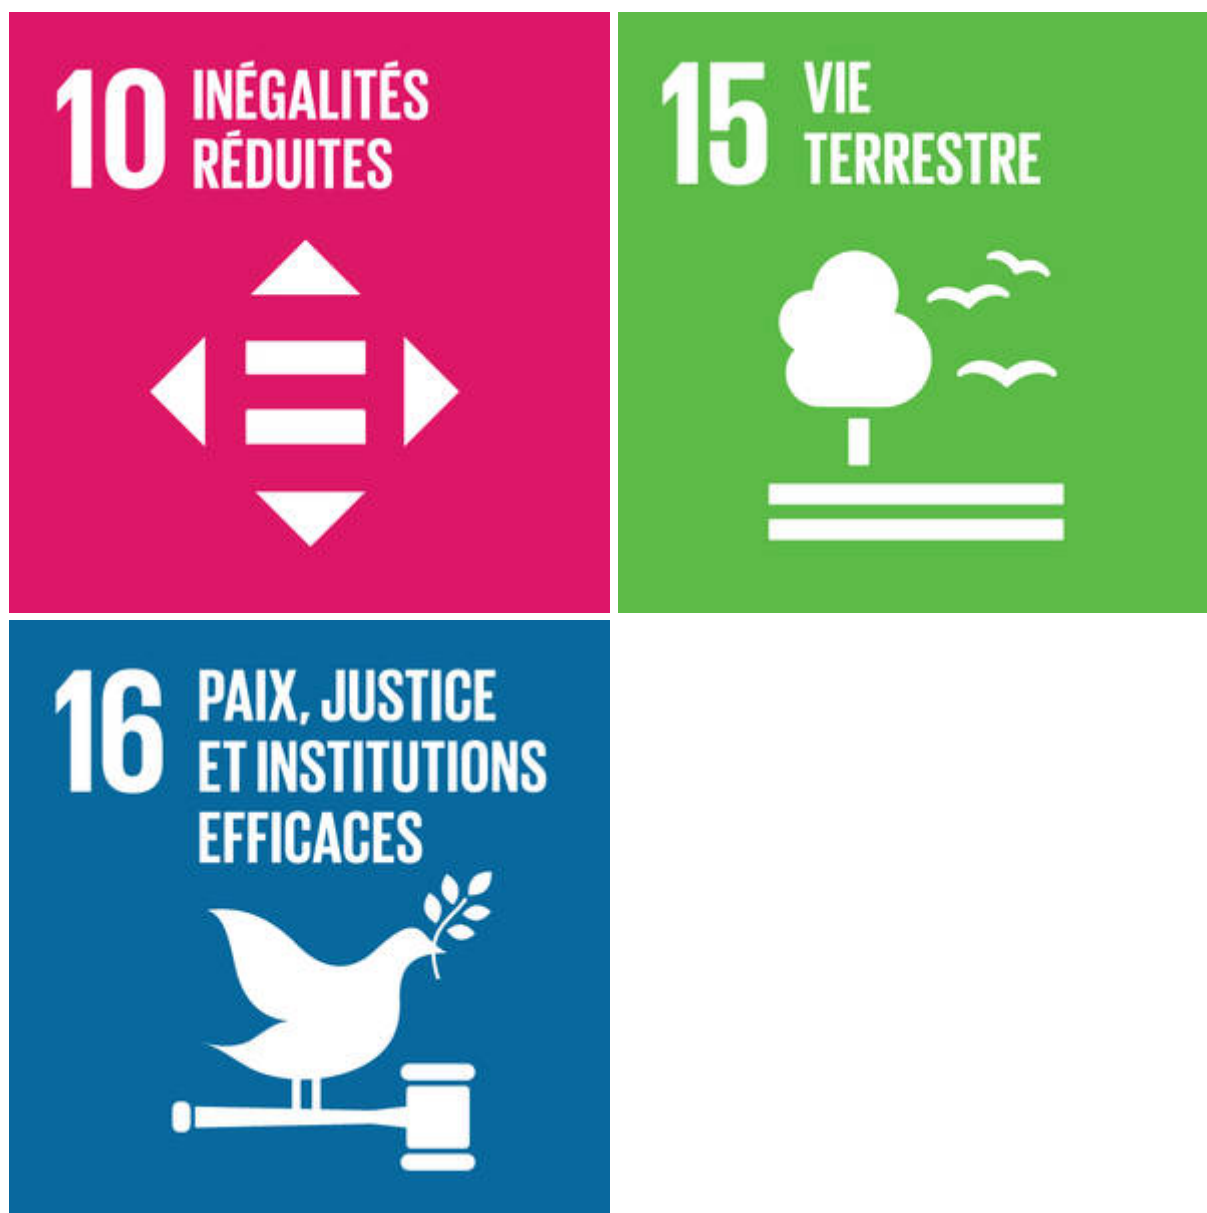 10 INÉGALITÉS
RÉDUITES
15 VIE
TERRESTRE
16 PAIX, JUSTICE
ET INSTITUTIONS
EFFICACES